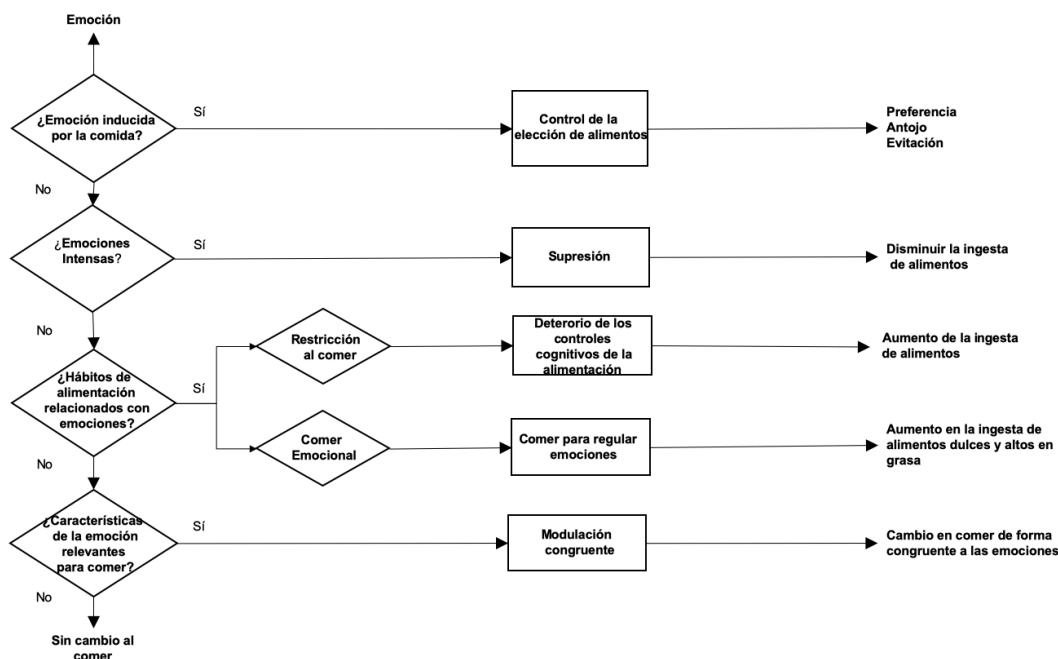 Emoción
¿Emoción inducida
por la comida?
Sí
Control de la
elección de alimentos
Preferencia
Antojo
Evitación
No
¿Emociones
Intensas?
Sí
Supresión
Disminuir la ingesta
de alimentos
No
¿Hábitos de
alimentación
relacionados con
emociones?
Sí
Restricción
al comer
Deterorio de los
controles
cognitivos de la
alimentación
Aumento de la ingesta
de alimentos
Comer
Emocional
Comer para regular
emociones
Aumento en la ingesta de
alimentos dulces y altos en
grasa
No
¿Características
de la emoción
relevantes
para comer?
Sí
Modulación
congruente
Cambio en comer de forma
congruente a las emociones
No
Sin cambio al
comer